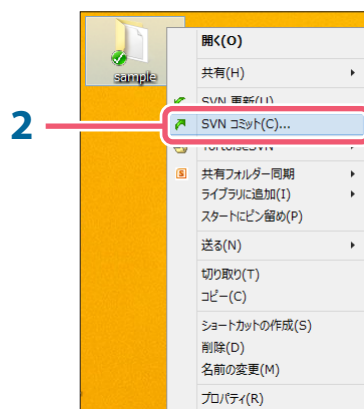 sample
2
開く(O)
共有(H)
SVN 更新(U)
SVN コミット(C)...
TortoiseSVN
共有フォルダー同期
ライブラリに追加(I)
スタートにピン留め(P)
送る(N)
切り取り(T)
コピー(C)
ショートカットの作成(S)
削除(D)
名前の変更(M)
プロパティ(R)